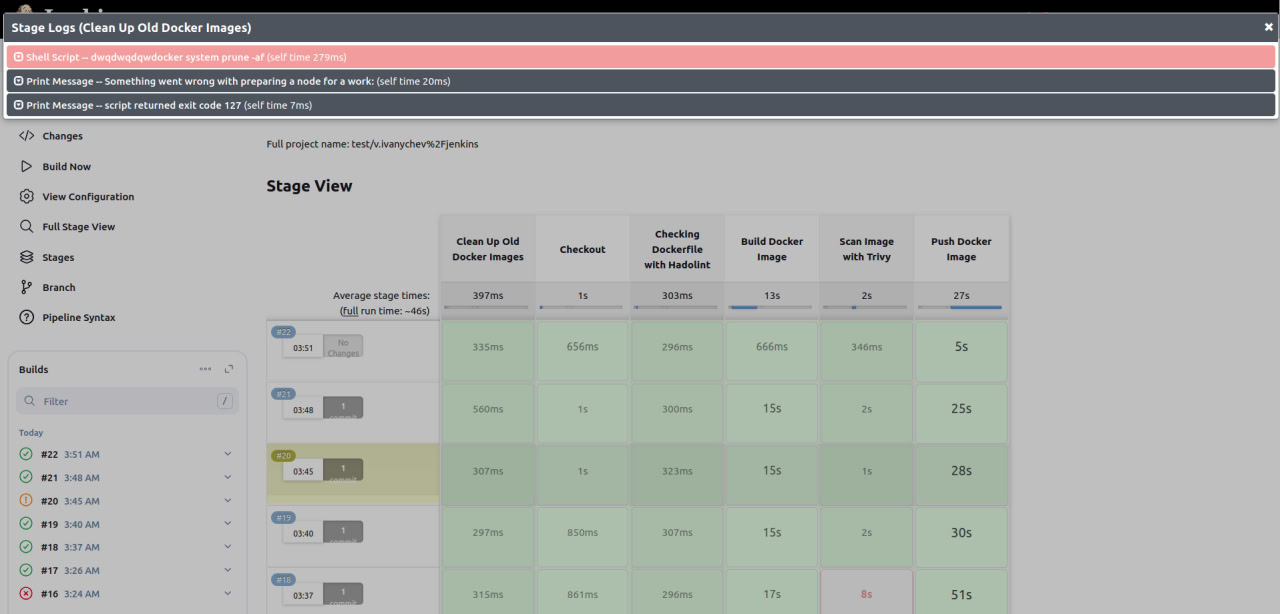 Stage Logs (Clean Up Old Docker Images)
Shell Script -- dwqdwqdqwdocker system prune -af (self time 279ms)
Print Message -- Something went wrong with preparing a node for a work: (self time 20ms)
Print Message -- script returned exit code 127 (self time 7ms)
Changes
Build Now
View Configuration
Full Stage View
Stages
Branch
Pipeline Syntax
Builds
Filter /
Today
#22 3:51 AM
#21 3:48 AM
#20 3:45 AM
#19 3:40 AM
#18 3:37 AM
#17 3:26 AM
#16 3:24 AM
Full project name: test/v.ivanychev%2Fjenkins
Stage View
Clean Up Old
Docker Images
Checkout
Checking
Dockerfile
with Hadolint
Build Docker
Image
Scan Image
with Trivy
Push Docker
Image
Average stage times:
(full run time: ~46s)
397ms 1s 303ms 13s 2s 27s
#22
03:51
No
Changes
335ms 656ms 296ms 666ms 346ms 5s
#21
03:48
1
commit
560ms 1s 300ms 15s 2s 25s
#20
03:45
1
commit
307ms 1s 323ms 15s 1s 28s
#19
03:40
1
commit
297ms 850ms 307ms 15s 2s 30s
#18
03:37
1
commit
315ms 861ms 296ms 17s 8s 51s